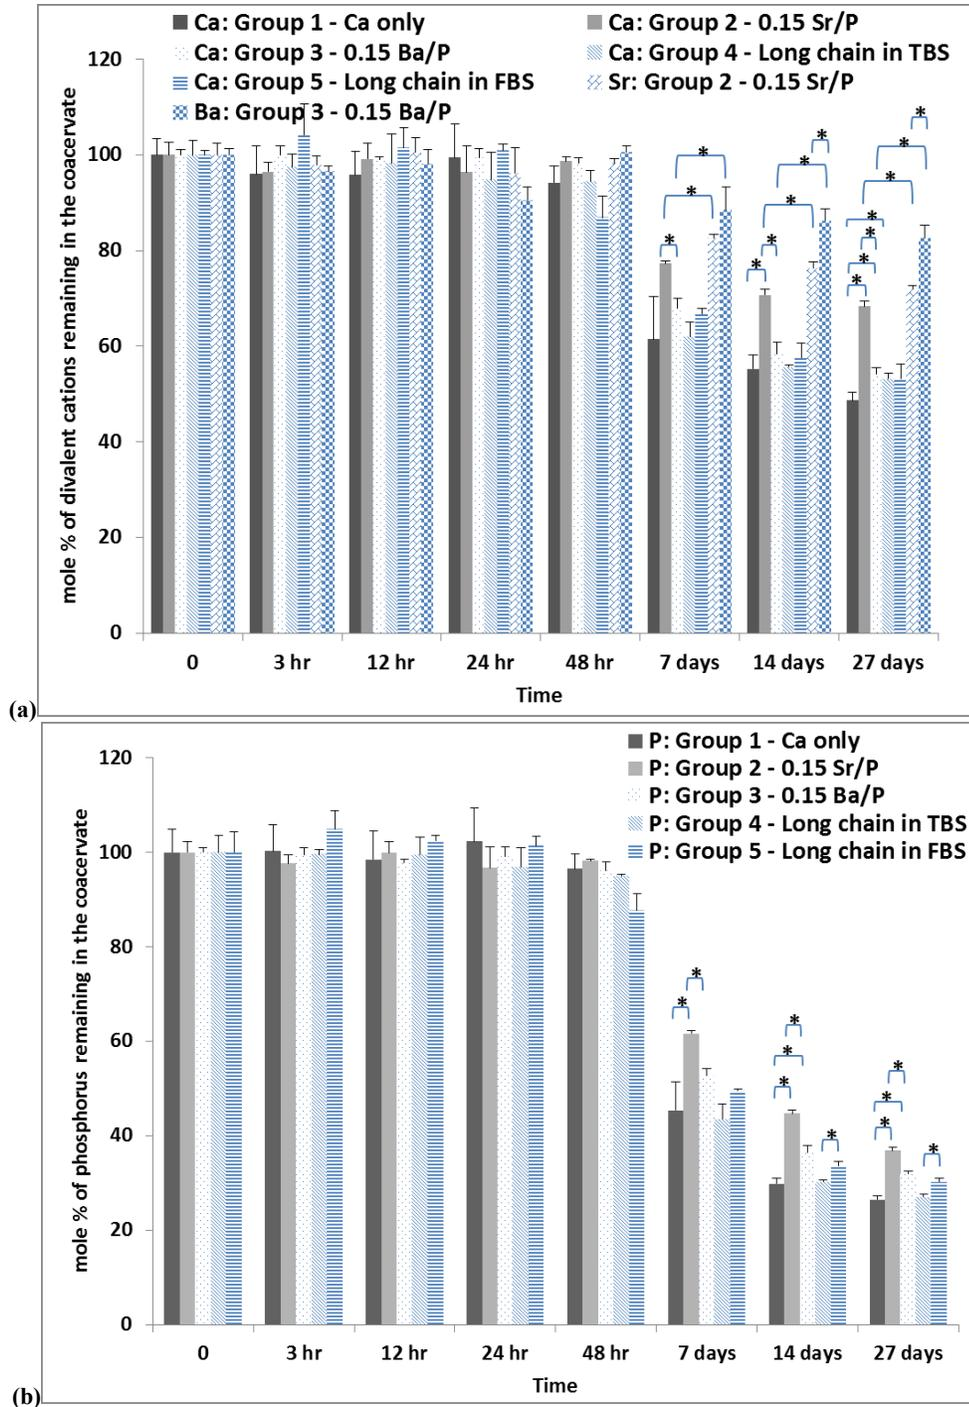 Ca: Group 1 - Ca only
Ca: Group 2 - 0.15 Sr/P
Ca: Group 3 - 0.15 Ba/P
Ca: Group 4 - Long chain in TBS
Ca: Group 5 - Long chain in FBS
Sr: Group 2 - 0.15 Sr/P
Ba: Group 3 - 0.15 Ba/P
mole % of divalent cations remaining in the coacervate
120
100
80
60
40
20
0
* * *
* * * * *
* * * * * * *
0 3 hr 12 hr 24 hr 48 hr 7 days 14 days 27 days
Time
(a)
P: Group 1 - Ca only
P: Group 2 - 0.15 Sr/P
P: Group 3 - 0.15 Ba/P
P: Group 4 - Long chain in TBS
P: Group 5 - Long chain in FBS
mole % of phosphorus remaining in the coacervate
120
100
80
60
40
20
0
* *
* * * *
* * * *
0 3 hr 12 hr 24 hr 48 hr 7 days 14 days 27 days
Time
(b)